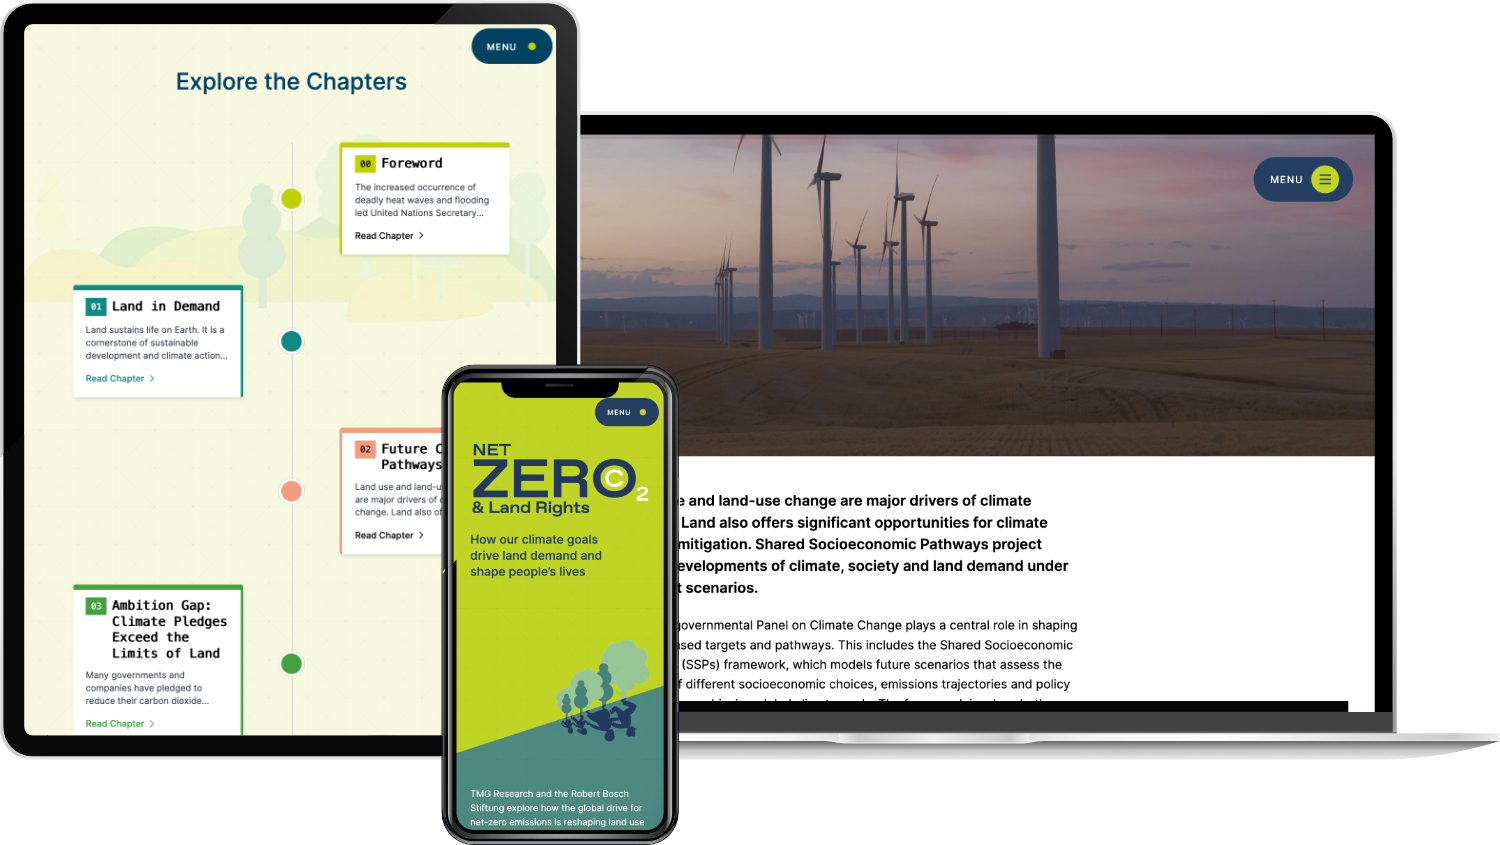 MENU
Explore the Chapters
00 Foreword
The increased occurrence of
deadly heat waves and flooding
led United Nations Secretary...
Read Chapter >
01 Land in Demand
Land sustains life on Earth. It is a
cornerstone of sustainable
development and climate action...
Read Chapter >
02 Future
Pathways
Land use and land-u
are major drivers of
change. Land also of
Read Chapter >
03 Ambition Gap:
Climate Pledges
Exceed the
Limits of Land
Many governments and
companies have pledged to
reduce their carbon dioxide...
Read Chapter >
MENU
NET
ZERO
C 2
& Land Rights
How our climate goals
drive land demand and
shape people's lives
TMG Research and the Robert Bosch
Stiftung explore how the global drive for
net-zero emissions is reshaping land use
MENU
and land-use change are major drivers of climate
Land also offers significant opportunities for climate
mitigation. Shared Socioeconomic Pathways project
evelopments of climate, society and land demand under
t scenarios.
governmental Panel on Climate Change plays a central role in shaping
ased targets and pathways. This includes the Shared Socioeconomic
(SSPs) framework, which models future scenarios that assess the
f different socioeconomic choices, emissions trajectories and policy